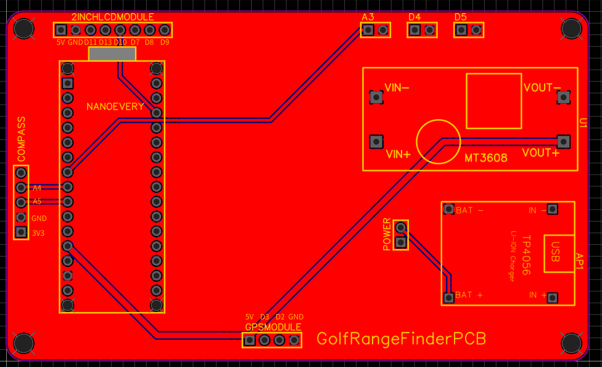 2INCHLCDMODULE
5V GND D11 D13 D10 D7 D8 D9
A3 D4 D5
NANOEVERY
COMPASS
A4
A5
GND
3V3
VIN- VOUT-
VIN+ VOUT+
MT3608
U1
POWER
BAT - IN -
Li-ION Charger
TP4056
USB
AP1
BAT + IN +
5V D3 D2 GND
GPSMODULE
GolfRangeFinderPCB